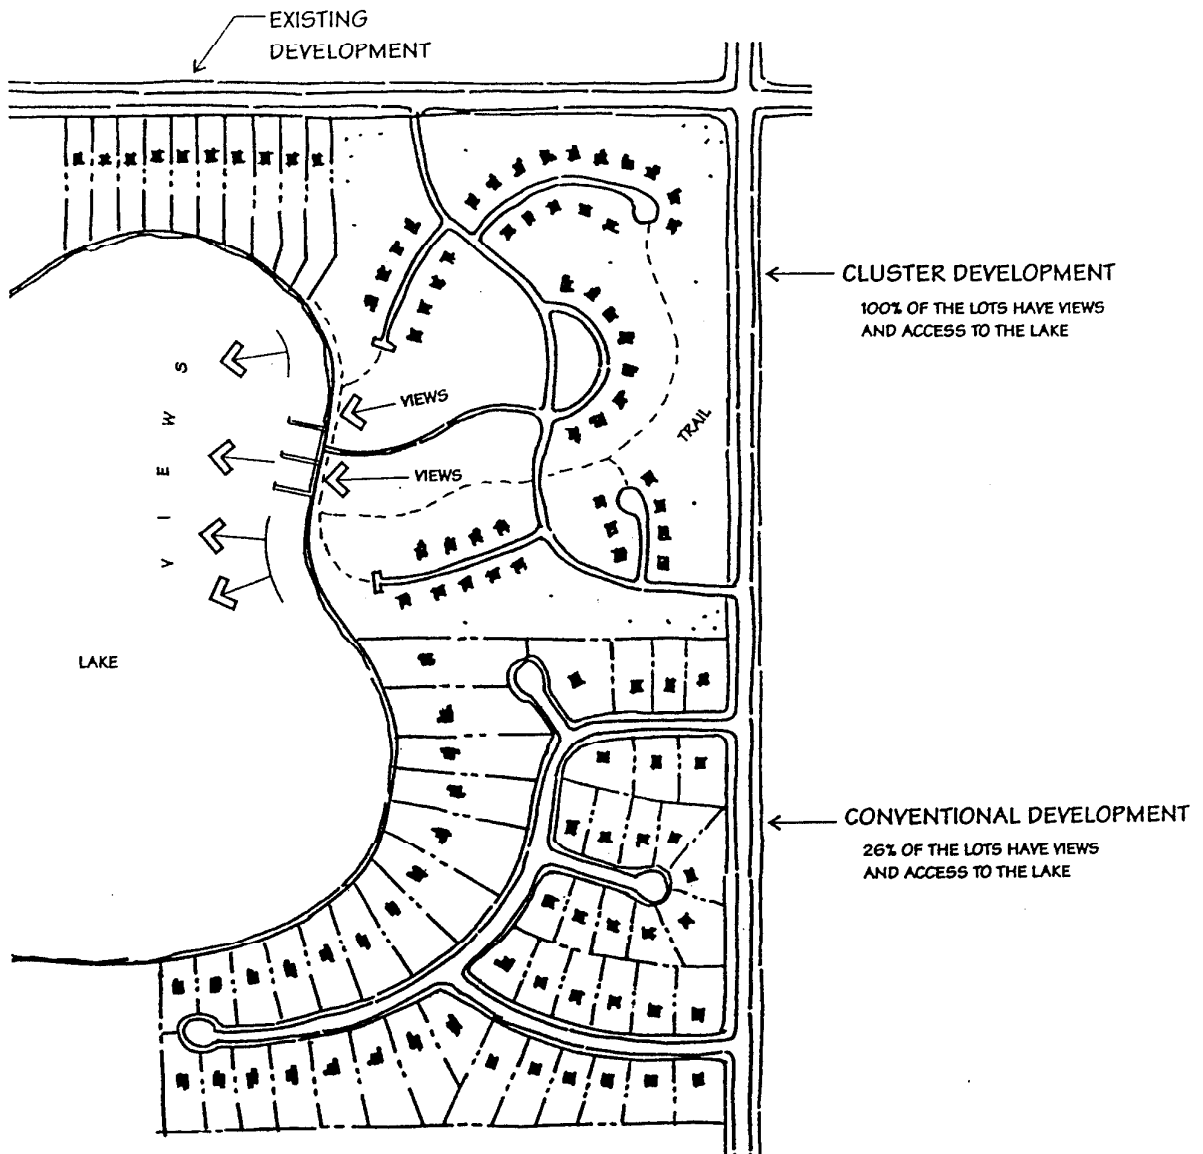 EXISTING
DEVELOPMENT
CLUSTER DEVELOPMENT
100% OF THE LOTS HAVE VIEWS
AND ACCESS TO THE LAKE
VIEWS
VIEWS
VIEWS
TRAIL
LAKE
CONVENTIONAL DEVELOPMENT
26% OF THE LOTS HAVE VIEWS
AND ACCESS TO THE LAKE